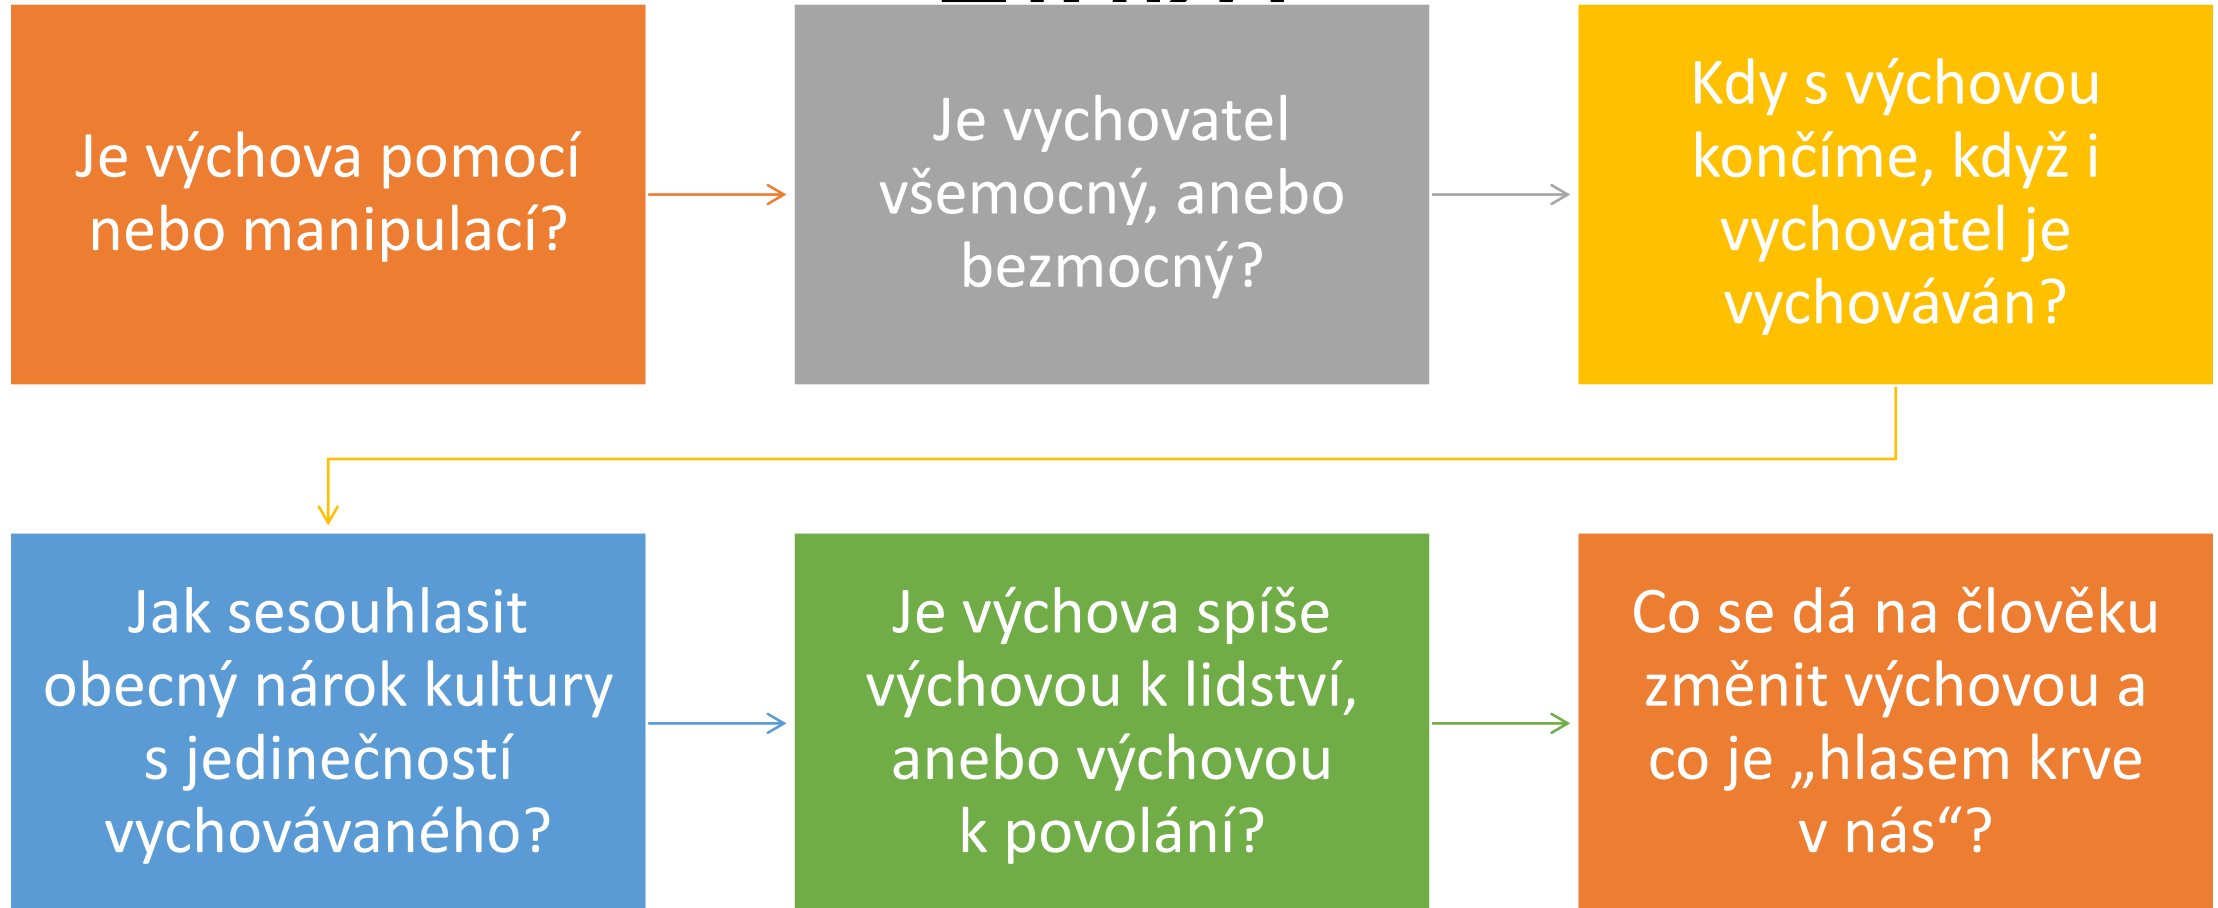 Je výchova pomocí
nebo manipulací?
Je vychovatel
všemocný, anebo
bezmocný?
Kdy s výchovou
končíme, když i
vychovatel je
vychováván?
Jak sesouhlasit
obecný nárok kultury
s jedinečností
vychovávaného?
Je výchova spíše
výchovou k lidství,
anebo výchovou
k povolání?
Co se dá na člověku
změnit výchovou a
co je „hlasem krve
v nás“?